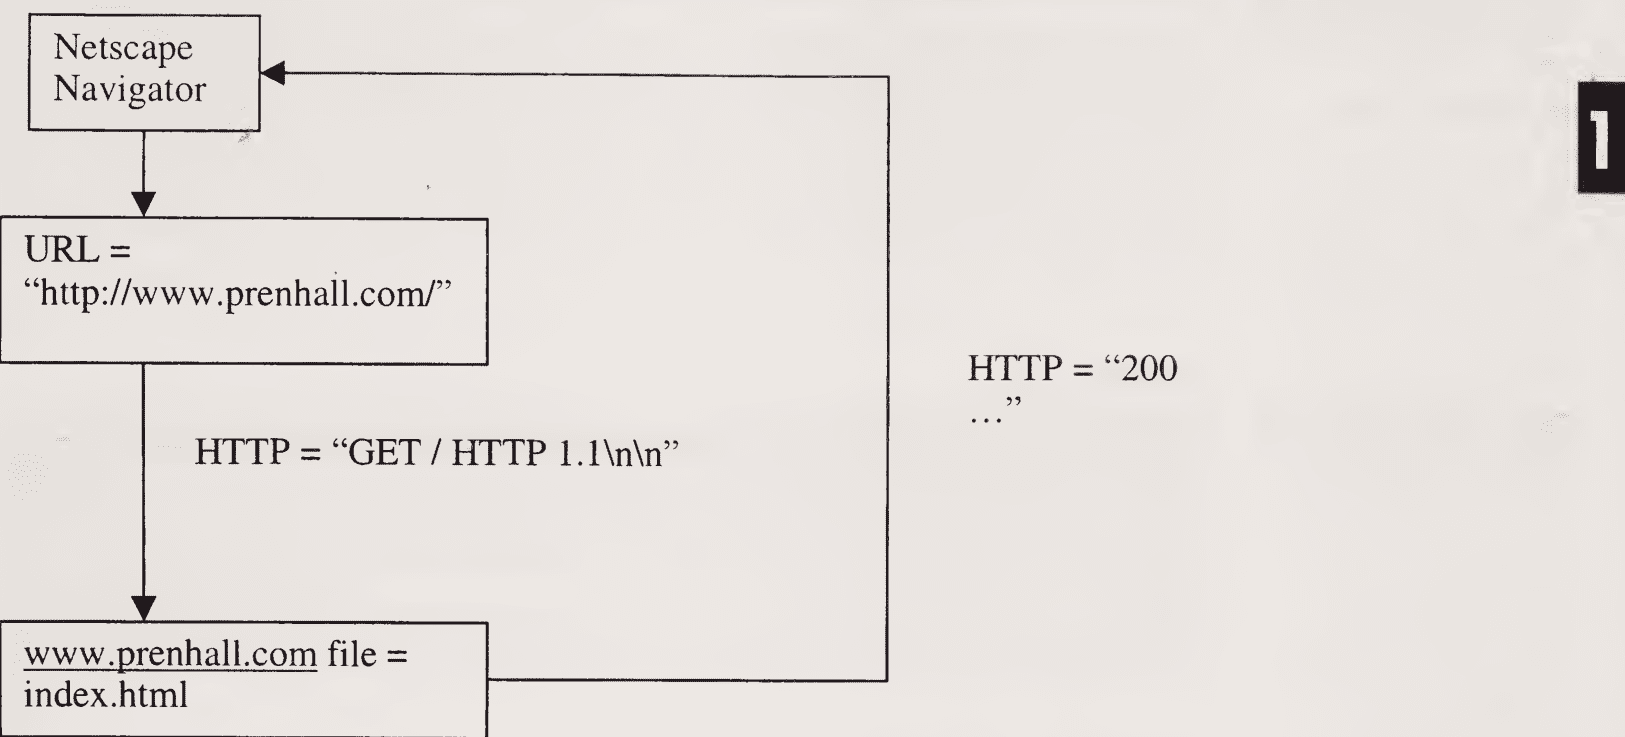 Netscape
Navigator
URL =
“http://www.prenhall.com/”
HTTP = “GET / HTTP 1.1\n\n”
HTTP = “200
…”
www.prenhall.com file =
index.html
1